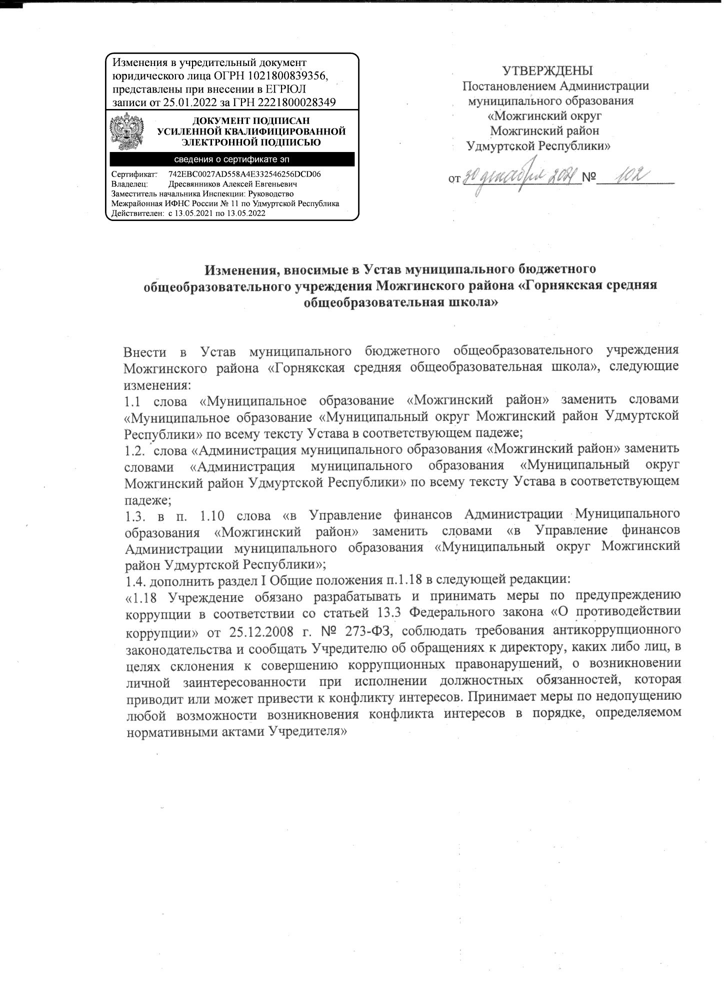 Изменения в учредительный документ
юридического лица ОГРН 1021800839356,
представлены при внесении в ЕГРЮЛ
записи от 25.01.2022 за ГРН 2221800028349
ДОКУМЕНТ ПОДПИСАН
УСИЛЕННОЙ КВАЛИФИЦИРОВАННОЙ
ЭЛЕКТРОННОЙ ПОДПИСЬЮ
сведения о сертификате эп
Сертификат: 742EBC0027AD558A4E332546256DCD06
Владелец: Дресвянников Алексей Евгеньевич
Заместитель начальника Инспекции: Руководство
Межрайонная ИФНС России № 11 по Удмуртской Республика
Действителен: с 13.05.2021 по 13.05.2022
УТВЕРЖДЕНЫ
Постановлением Администрации
муниципального образования
«Можгинский округ
Можгинский район
Удмуртской Республики»
от 30 декабря 2021 № 102
Изменения, вносимые в Устав муниципального бюджетного
общеобразовательного учреждения Можгинского района «Горнякская средняя
общеобразовательная школа»
Внести в Устав муниципального бюджетного общеобразовательного учреждения
Можгинского района «Горнякская средняя общеобразовательная школа», следующие
изменения:
1.1 слова «Муниципальное образование «Можгинский район» заменить словами
«Муниципальное образование «Муниципальный округ Можгинский район Удмуртской
Республики» по всему тексту Устава в соответствующем падеже;
1.2. слова «Администрация муниципального образования «Можгинский район» заменить
словами «Администрация муниципального образования «Муниципальный округ
Можгинский район Удмуртской Республики» по всему тексту Устава в соответствующем
падеже;
1.3. в п. 1.10 слова «в Управление финансов Администрации Муниципального
образования «Можгинский район» заменить словами «в Управление финансов
Администрации муниципального образования «Муниципальный округ Можгинский
район Удмуртской Республики»;
1.4. дополнить раздел I Общие положения п.1.18 в следующей редакции:
«1.18 Учреждение обязано разрабатывать и принимать меры по предупреждению
коррупции в соответствии со статьей 13.3 Федерального закона «О противодействии
коррупции» от 25.12.2008 г. № 273-ФЗ, соблюдать требования антикоррупционного
законодательства и сообщать Учредителю об обращениях к директору, каких либо лиц, в
целях склонения к совершению коррупционных правонарушений, о возникновении
личной заинтересованности при исполнении должностных обязанностей, которая
приводит или может привести к конфликту интересов. Принимает меры по недопущению
любой возможности возникновения конфликта интересов в порядке, определяемом
нормативными актами Учредителя»